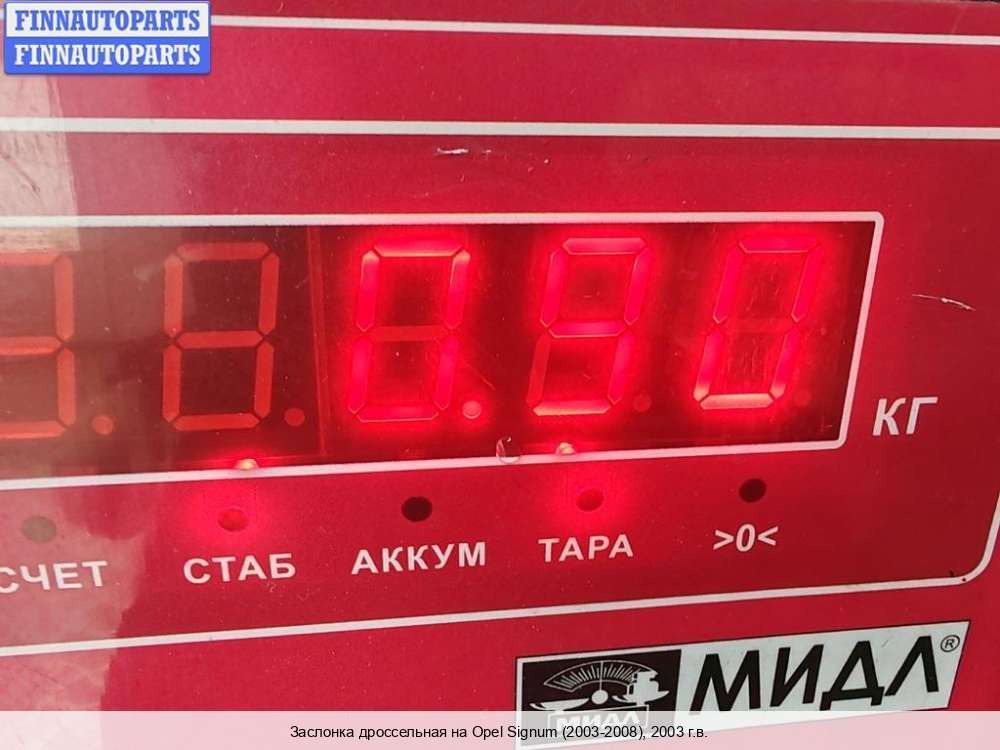 FINNAUTOPARTS
FINNAUTOPARTS
0.90
КГ
СЧЕТ СТАБ АККУМ ТАРА >0<
МИДЛ®
МИДЛ
Заслонка дроссельная на Opel Signum (2003-2008), 2003 г.в.